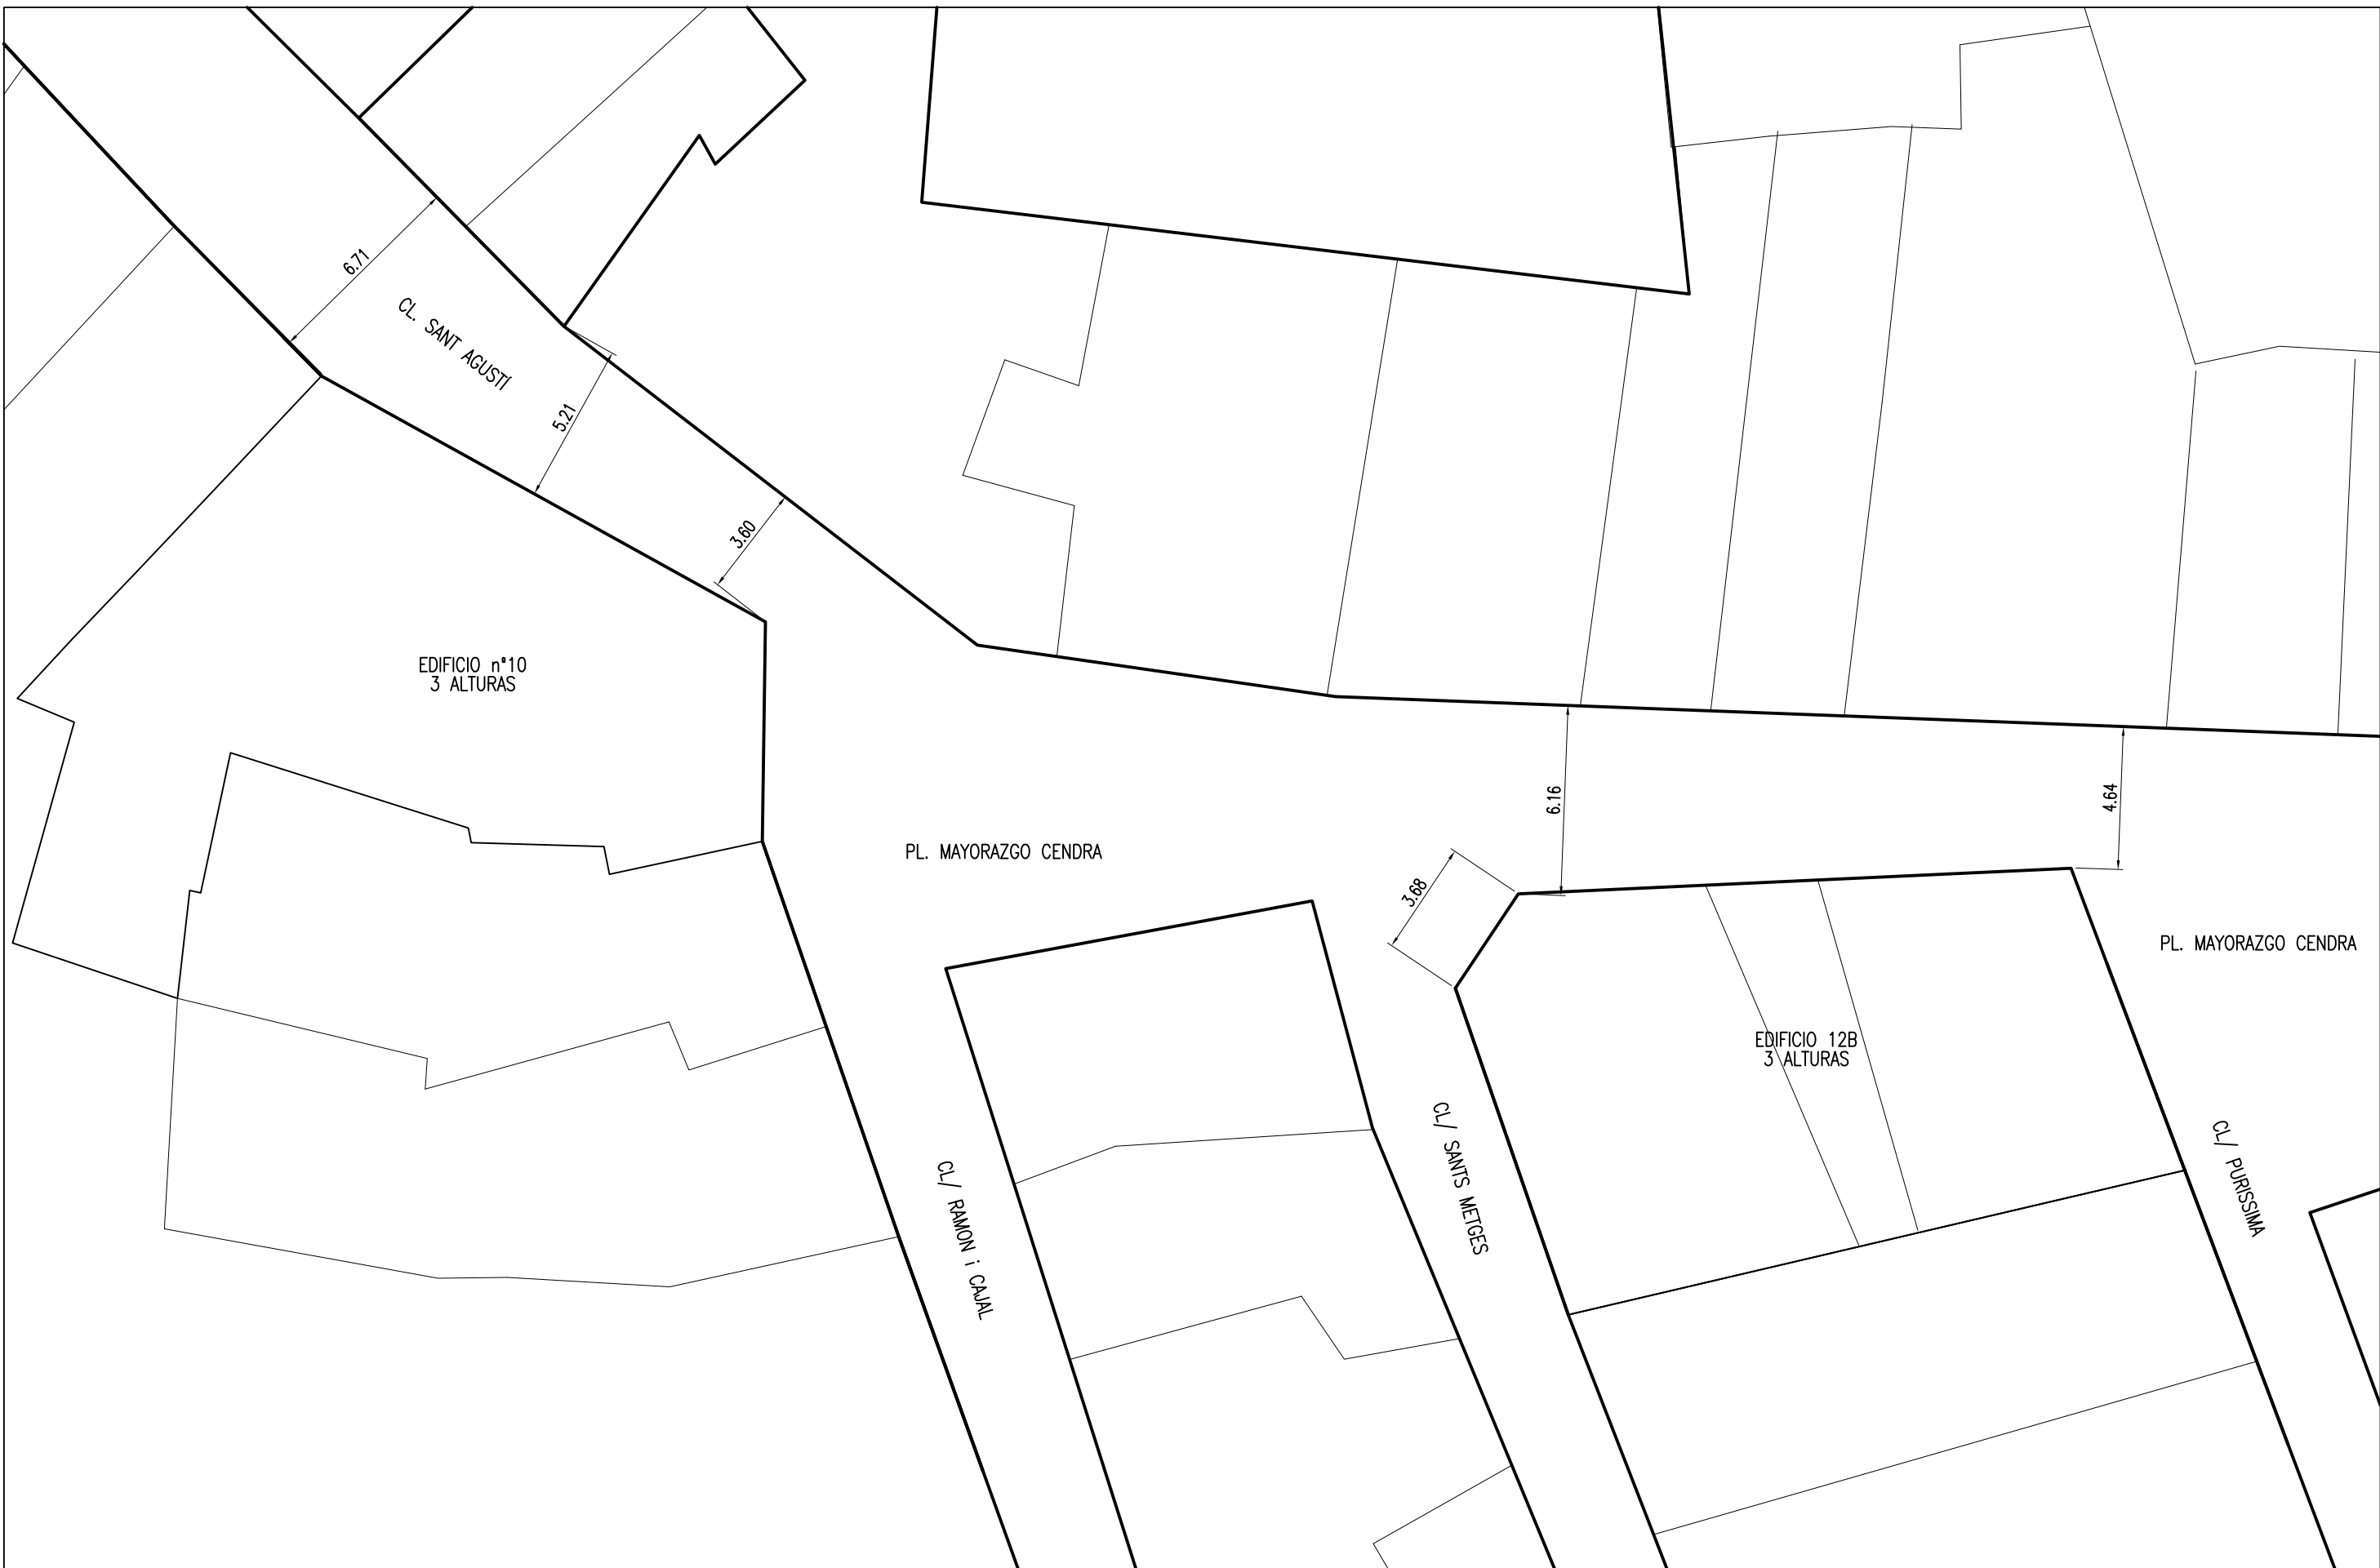 6.71
CL. SANT AGUSTÍ
5.21
3.60
EDIFICIO nº10
3 ALTURAS
6.16
4.64
PL. MAYORAZGO CENDRA
3.68
PL. MAYORAZGO CENDRA
EDIFICIO 12B
3 ALTURAS
CL/ RAMON i CAJAL
CL/ SANTS METGES
CL/ PURISSIMA